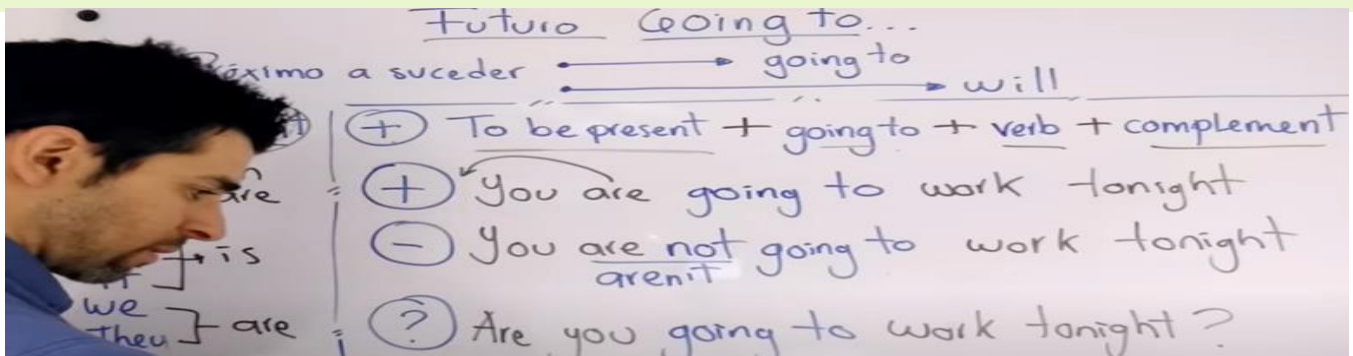 Futuro Going to...
Próximo a suceder going to
will
+ To be present + going to + verb + complement
are + You are going to work tonight
is - You are not going to work tonight
aren't
we ? Are you going to work tonight?
they are